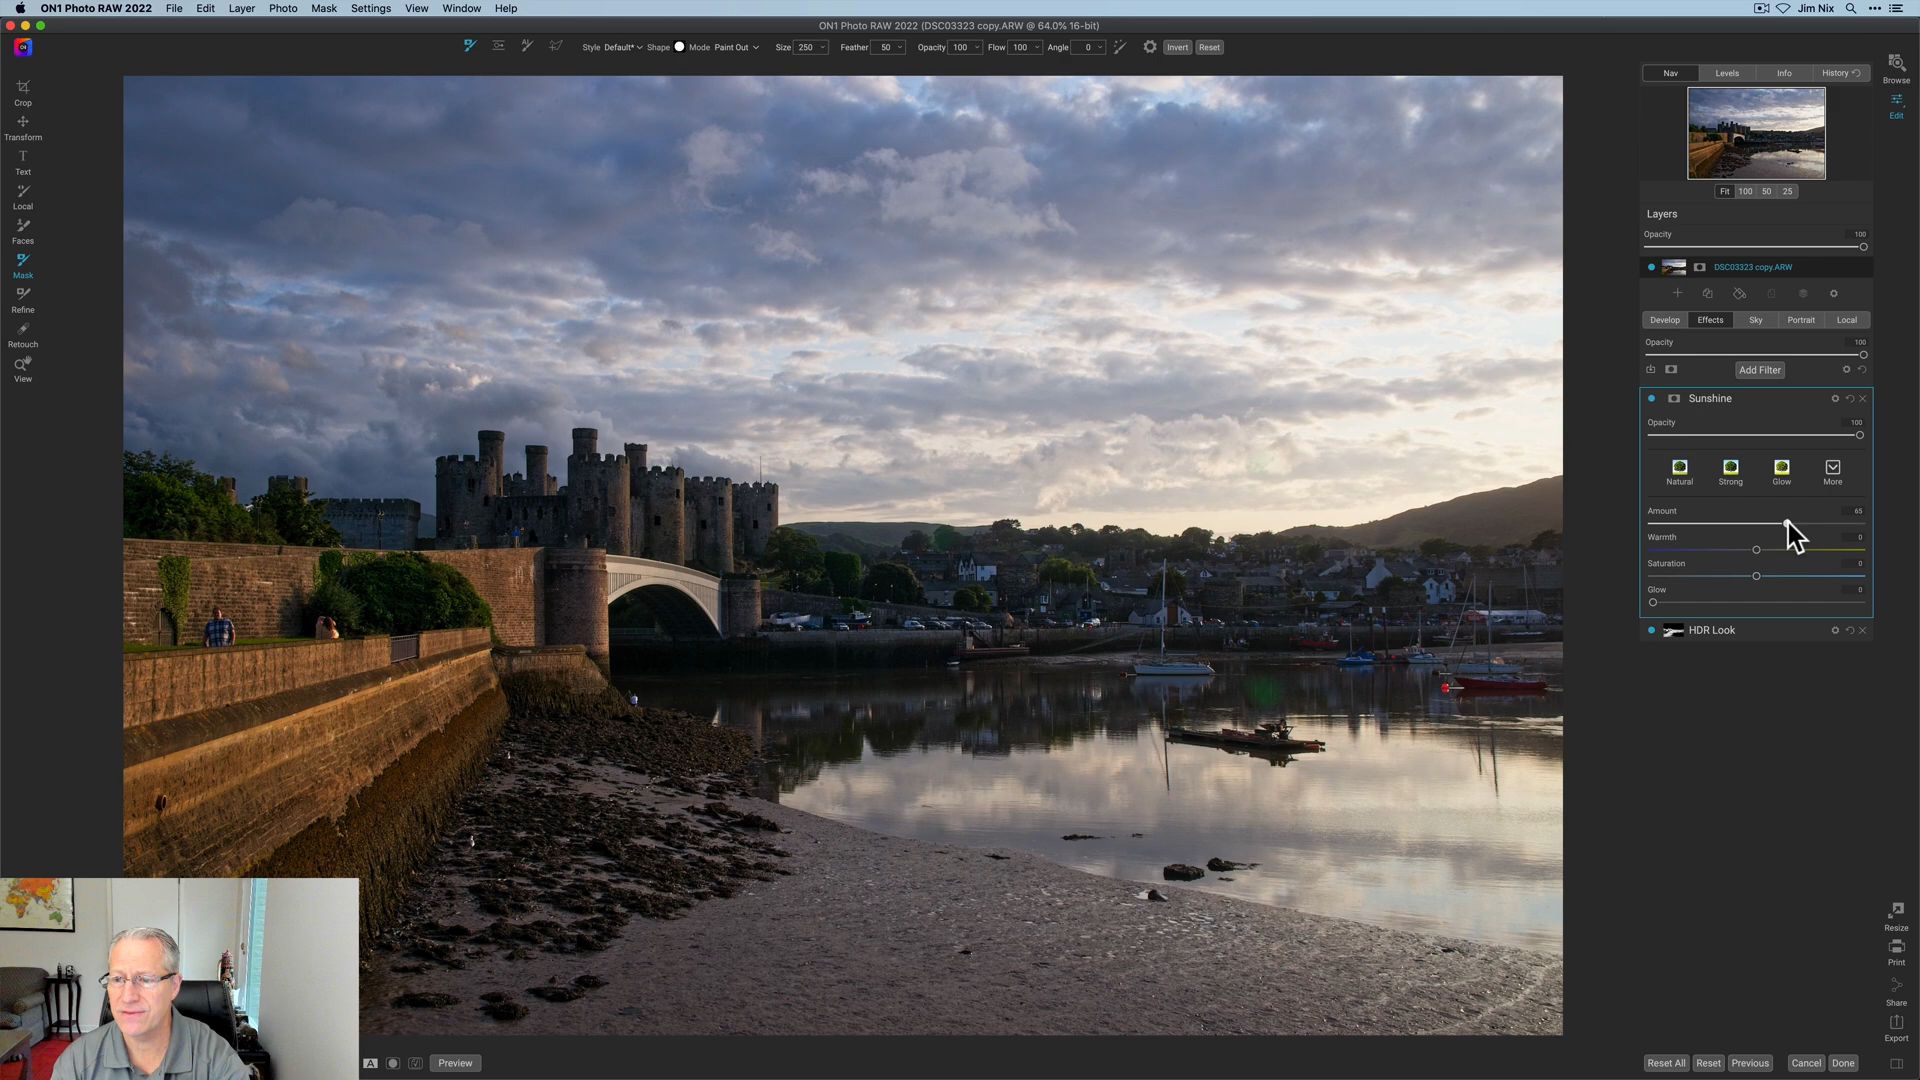 ON1 Photo RAW 2022 File Edit Layer Photo Mask Settings View Window Help Jim Nix
ON1 Photo RAW 2022 (DSC03323 copy.ARW @ 64.0% 16-bit)
Style Default* Shape Mode Paint Out Size 250 Feather 50 Opacity 100 Flow 100 Angle 0 Invert Reset
Crop
Transform
Text
Local
Faces
Mask
Refine
Retouch
View
Nav Levels Info History
Fit 100 50 25
Layers
Opacity 100
DSC03323 copy.ARW
Develop Effects Sky Portrait Local
Opacity 100
Add Filter
Sunshine
Opacity 100
Natural Strong Glow More
Amount 65
Warmth 0
Saturation 0
Glow 0
HDR Look
Browse
Edit
Resize
Print
Share
Export
A Preview
Reset All Reset Previous Cancel Done